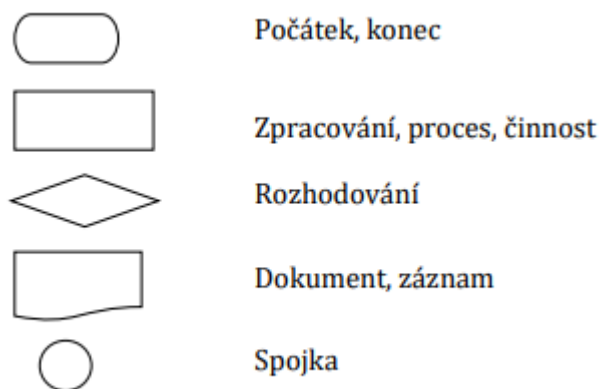 Počátek, konec
Zpracování, proces, činnost
Rozhodování
Dokument, záznam
Spojka